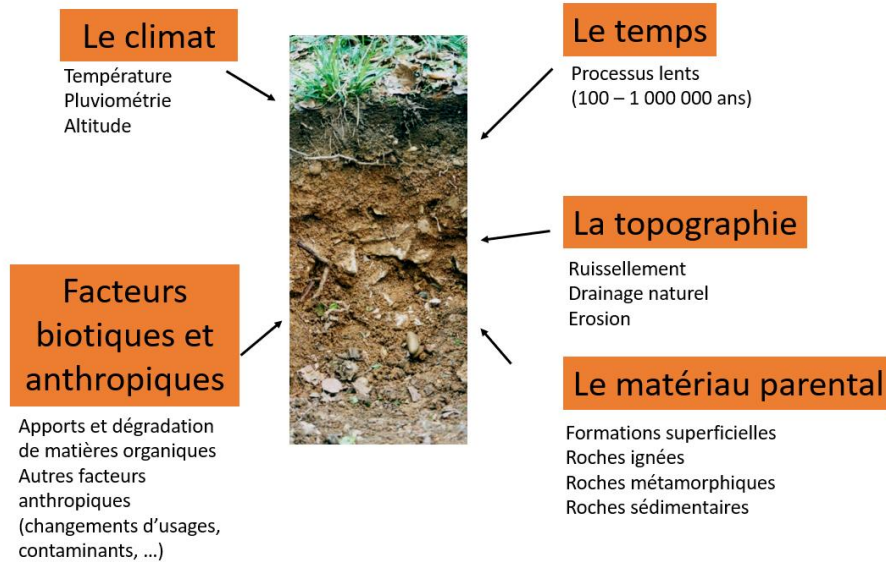 Le climat
Température
Pluviométrie
Altitude
Le temps
Processus lents
(100 – 1 000 000 ans)
La topographie
Ruissellement
Drainage naturel
Erosion
Facteurs
biotiques et
anthropiques
Apports et dégradation
de matières organiques
Autres facteurs
anthropiques
(changements d’usages,
contaminants, …)
Le matériau parental
Formations superficielles
Roches ignées
Roches métamorphiques
Roches sédimentaires